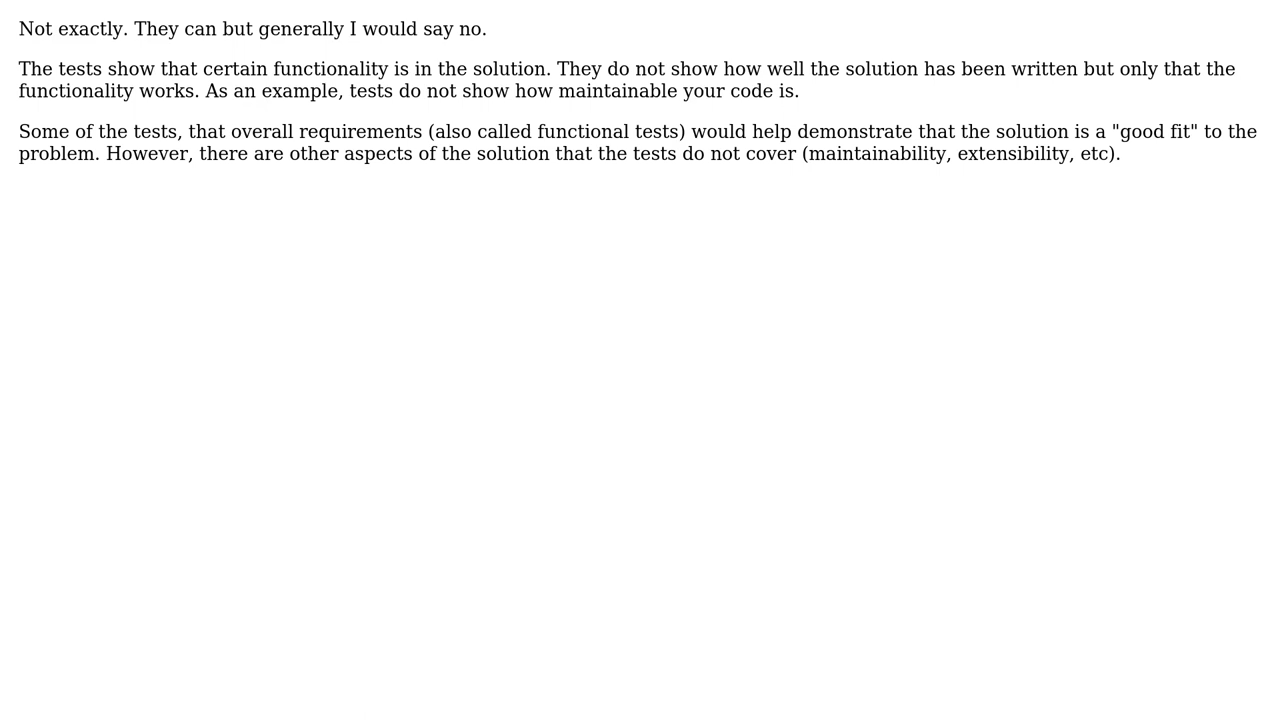 Not exactly. They can but generally I would say no.
The tests show that certain functionality is in the solution. They do not show how well the solution has been written but only that the
functionality works. As an example, tests do not show how maintainable your code is.
Some of the tests, that overall requirements (also called functional tests) would help demonstrate that the solution is a "good fit" to the
problem. However, there are other aspects of the solution that the tests do not cover (maintainability, extensibility, etc).